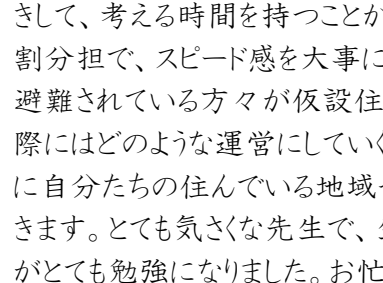 きして、考える時間を持つことか
割分担で、スピード感を大事に
避難されている方々が仮設住
際にはどのような運営にしていく
に自分たちの住んでいる地域
きます。とても気さくな先生で、
がとても勉強になりました。お忙